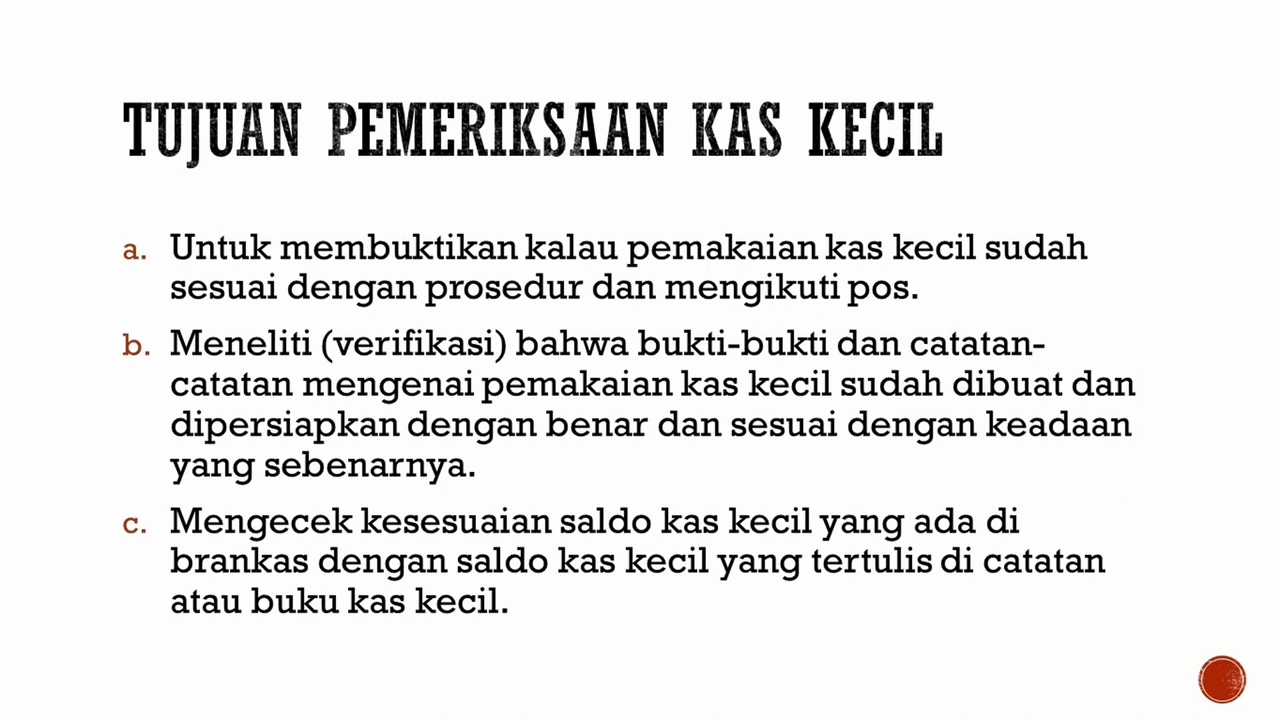 TUJUAN PEMERIKSAAN KAS KECIL
a. Untuk membuktikan kalau pemakaian kas kecil sudah
sesuai dengan prosedur dan mengikuti pos.
b. Meneliti (verifikasi) bahwa bukti-bukti dan catatan-
catatan mengenai pemakaian kas kecil sudah dibuat dan
dipersiapkan dengan benar dan sesuai dengan keadaan
yang sebenarnya.
c. Mengecek kesesuaian saldo kas kecil yang ada di
brankas dengan saldo kas kecil yang tertulis di catatan
atau buku kas kecil.